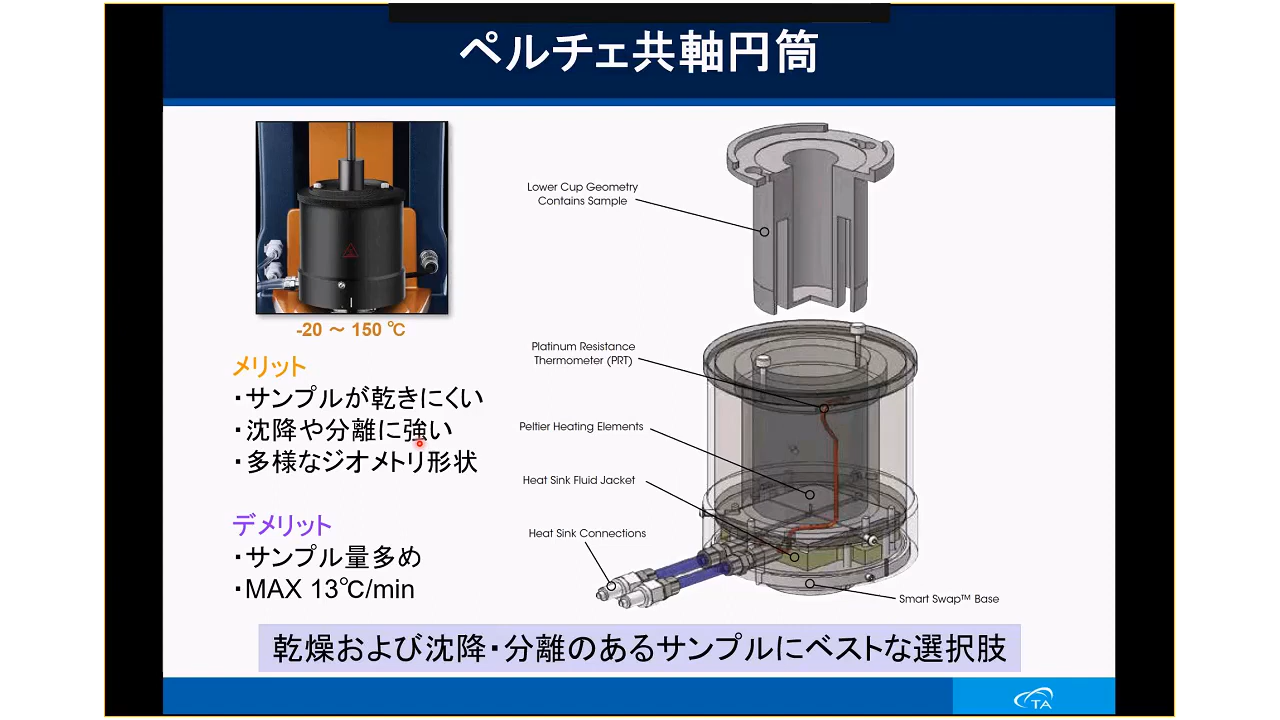 ペルチェ共軸円筒
-20 ~ 150 ℃
メリット
・サンプルが乾きにくい
・沈降や分離に強い
・多様なジオメトリ形状
デメリット
・サンプル量多め
・MAX 13℃/min
Lower Cup Geometry
Contains Sample
Platinum Resistance
Thermometer (PRT)
Peltier Heating Elements
Heat Sink Fluid Jacket
Heat Sink Connections
Smart Swap™ Base
乾燥および沈降・分離のあるサンプルにベストな選択肢
TA